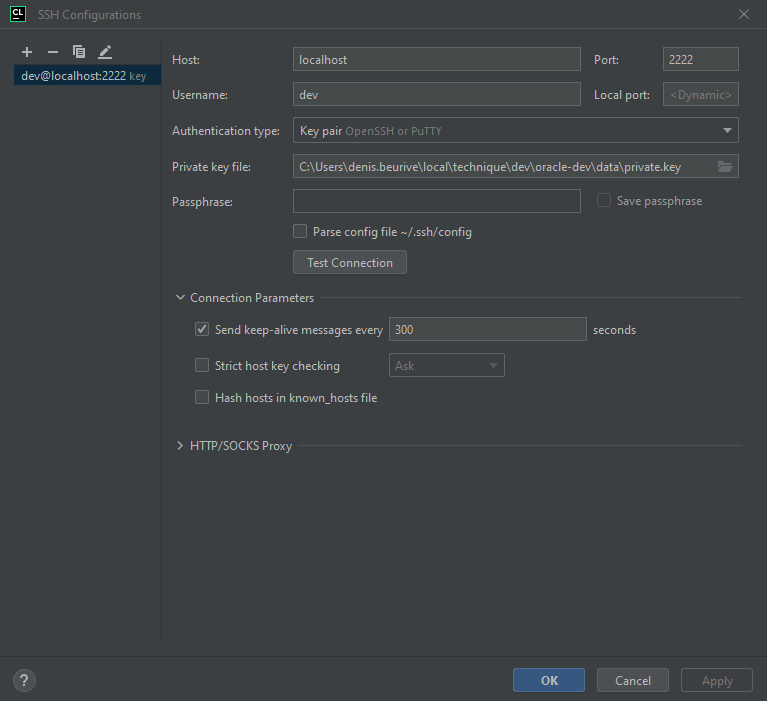 CL SSH Configurations
dev@localhost:2222 key
Host: localhost Port: 2222
Username: dev Local port: <Dynamic>
Authentication type: Key pair OpenSSH or PuTTY
Private key file: C:\Users\denis.beurive\local\technique\dev\oracle-dev\data\private.key
Passphrase: Save passphrase
Parse config file ~/.ssh/config
Test Connection
Connection Parameters
Send keep-alive messages every 300 seconds
Strict host key checking Ask
Hash hosts in known_hosts file
HTTP/SOCKS Proxy
? OK Cancel Apply